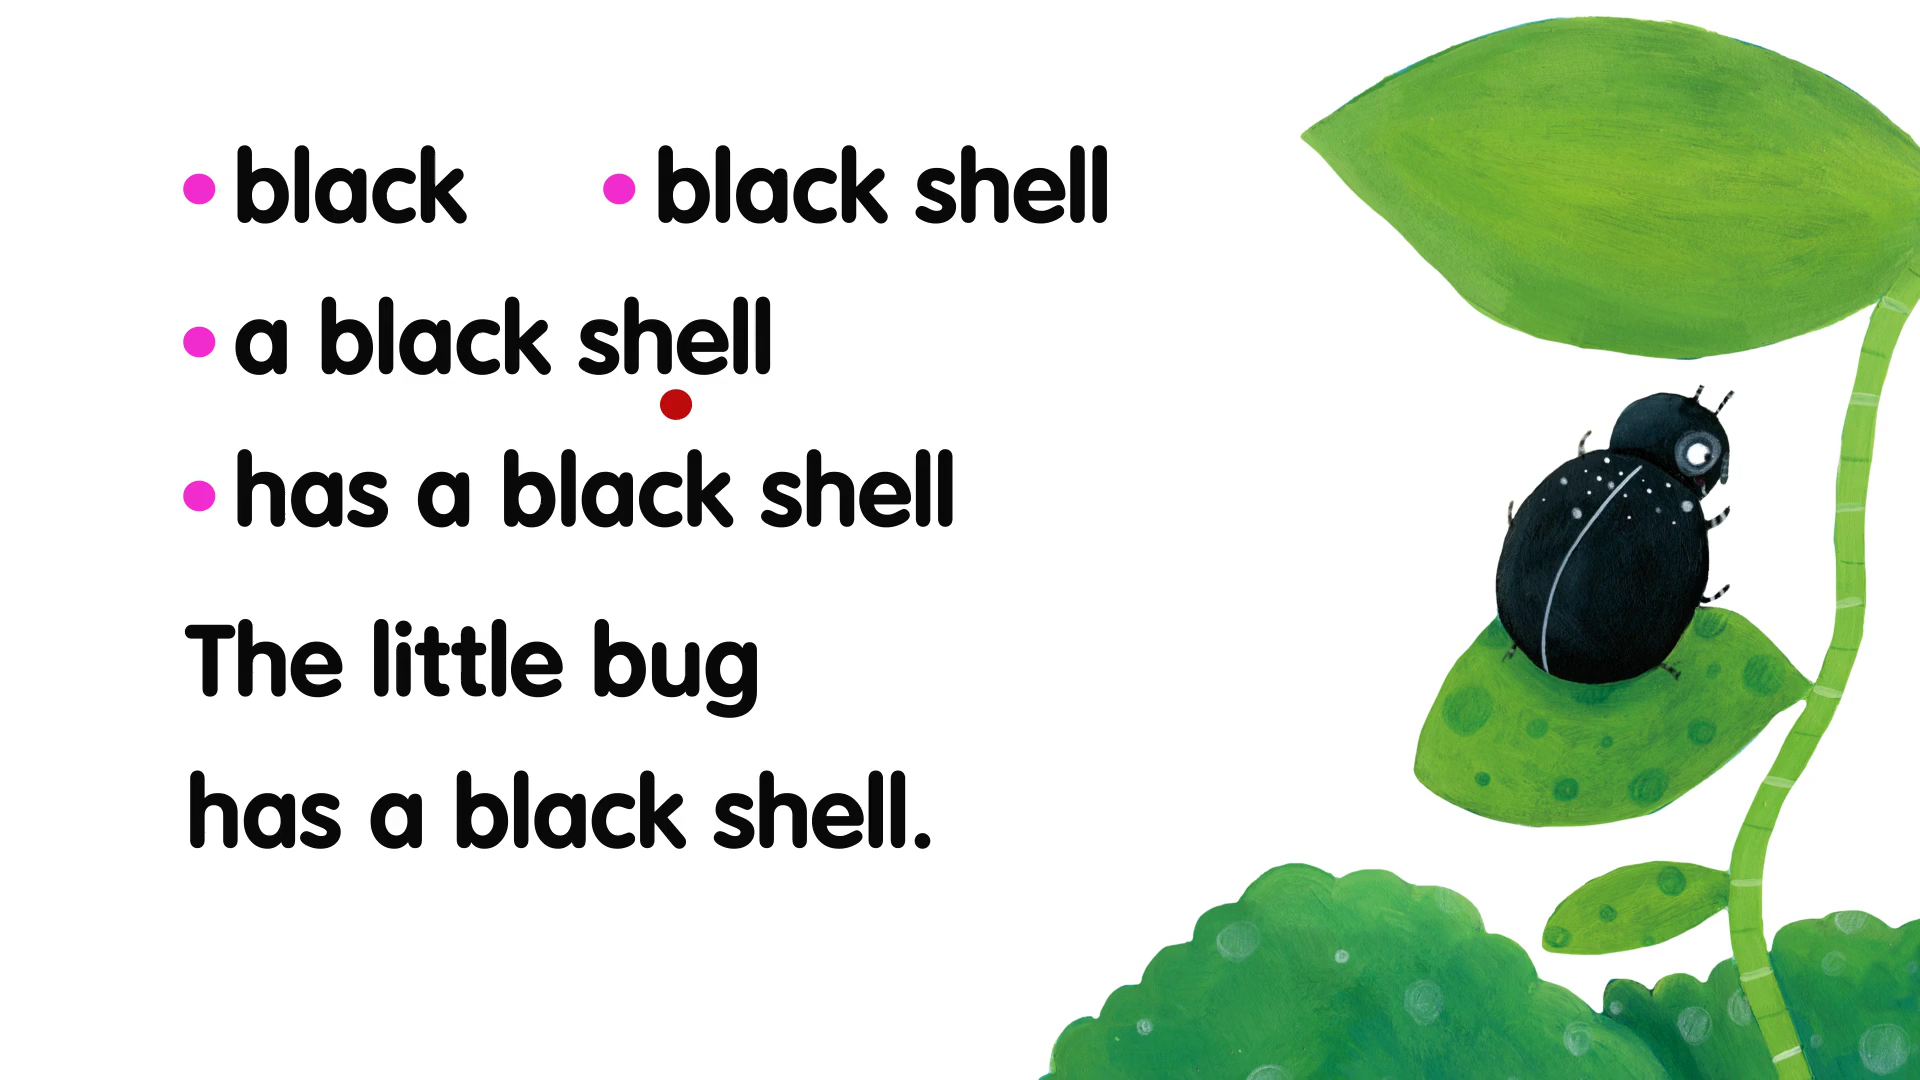 • black • black shell
• a black shell
• has a black shell
The little bug
has a black shell.